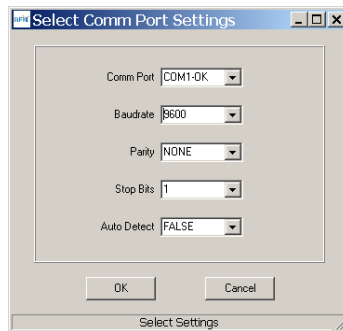 Select Comm Port Settings
Comm Port COM1-OK
Baudrate 9600
Parity NONE
Stop Bits 1
Auto Detect FALSE
OK Cancel
Select Settings